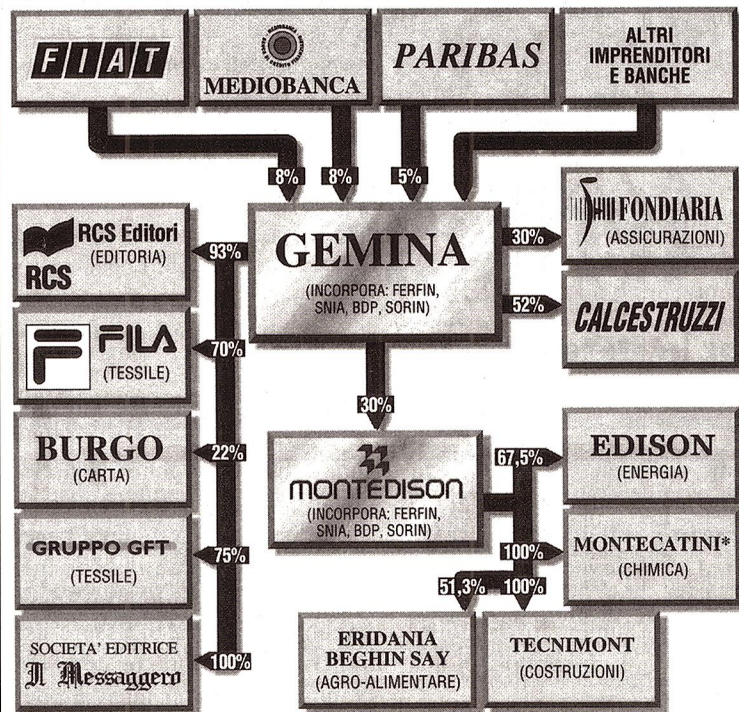 FIAT
MEDIOBANCA
PARIBAS
ALTRI
IMPRENDITORI
E BANCHE
8%
8%
5%
RCS Editori
(EDITORIA)
RCS
93%
GEMINA
(INCORPORA: FERFIN,
SNIA, BDP, SORIN)
30%
FONDIARIA
(ASSICURAZIONI)
52%
CALCESTRUZZI
FILA
(TESSILE)
70%
30%
BURGO
(CARTA)
22%
MONTEDISON
(INCORPORA: FERFIN,
SNIA, BDP, SORIN)
67,5%
EDISON
(ENERGIA)
GRUPPO GFT
(TESSILE)
75%
100%
MONTECATINI*
(CHIMICA)
51,3%
100%
SOCIETA' EDITRICE
Il Messaggero
100%
ERIDANIA
BEGHIN SAY
(AGRO-ALIMENTARE)
TECNIMONT
(COSTRUZIONI)